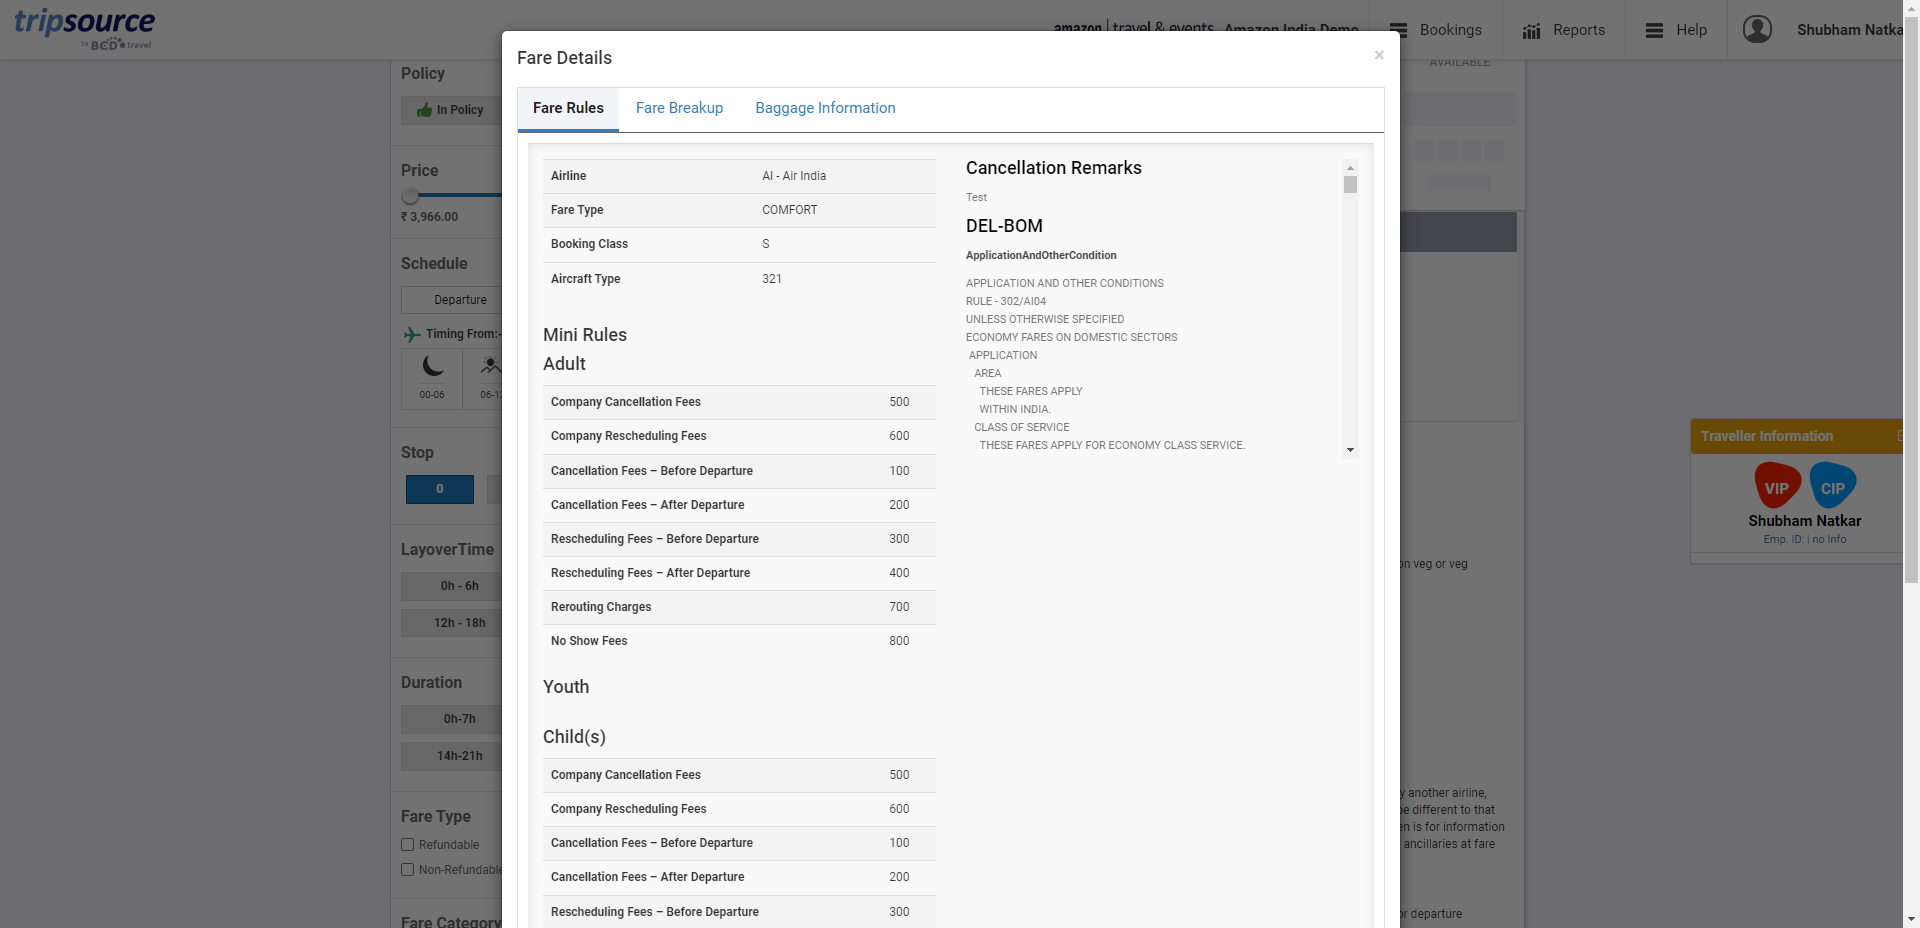 tripsource
by BCD travel
amazon travel & events Amazon India Demo
Bookings
Reports
Help
Shubham Natka
Policy
In Policy
Price
₹ 3,966.00
Schedule
Departure
Timing From:-
00-06
06-12
Stop
0
LayoverTime
0h - 6h
12h - 18h
Duration
0h-7h
14h-21h
Fare Type
Refundable
Non-Refundable
Fare Category
Fare Details
×
Fare Rules
Fare Breakup
Baggage Information
Airline AI - Air India
Fare Type COMFORT
Booking Class S
Aircraft Type 321
Mini Rules
Adult
Company Cancellation Fees 500
Company Rescheduling Fees 600
Cancellation Fees – Before Departure 100
Cancellation Fees – After Departure 200
Rescheduling Fees – Before Departure 300
Rescheduling Fees – After Departure 400
Rerouting Charges 700
No Show Fees 800
Youth
Child(s)
Company Cancellation Fees 500
Company Rescheduling Fees 600
Cancellation Fees – Before Departure 100
Cancellation Fees – After Departure 200
Rescheduling Fees – Before Departure 300
Cancellation Remarks
Test
DEL-BOM
ApplicationAndOtherCondition
APPLICATION AND OTHER CONDITIONS
RULE - 302/AI04
UNLESS OTHERWISE SPECIFIED
ECONOMY FARES ON DOMESTIC SECTORS
APPLICATION
AREA
THESE FARES APPLY
WITHIN INDIA.
CLASS OF SERVICE
THESE FARES APPLY FOR ECONOMY CLASS SERVICE.
AVAILABLE
on veg or veg
y another airline,
be different to that
en is for information
ancillaries at fare
or departure
Traveller Information
VIP
CIP
Shubham Natkar
Emp. ID: | no Info